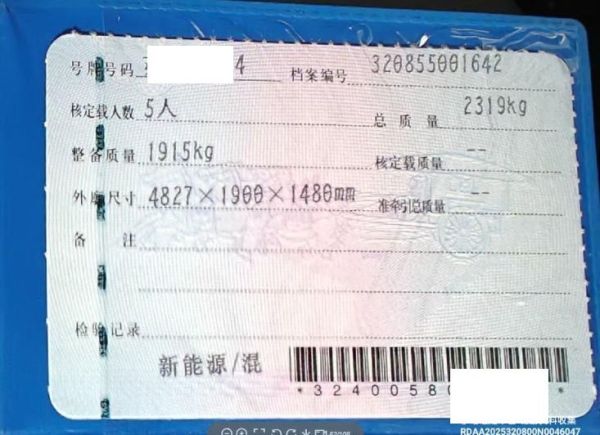 号牌号码 4 档案编号 320855001642
核定载人数 5人 总质量 2319kg
整备质量 1915kg 核定载质量 --
外廓尺寸 4827×1900×1480mm 准牵引总质量 --
备注
检验记录
新能源/混
*3240058
RDAA2025320800N0046047